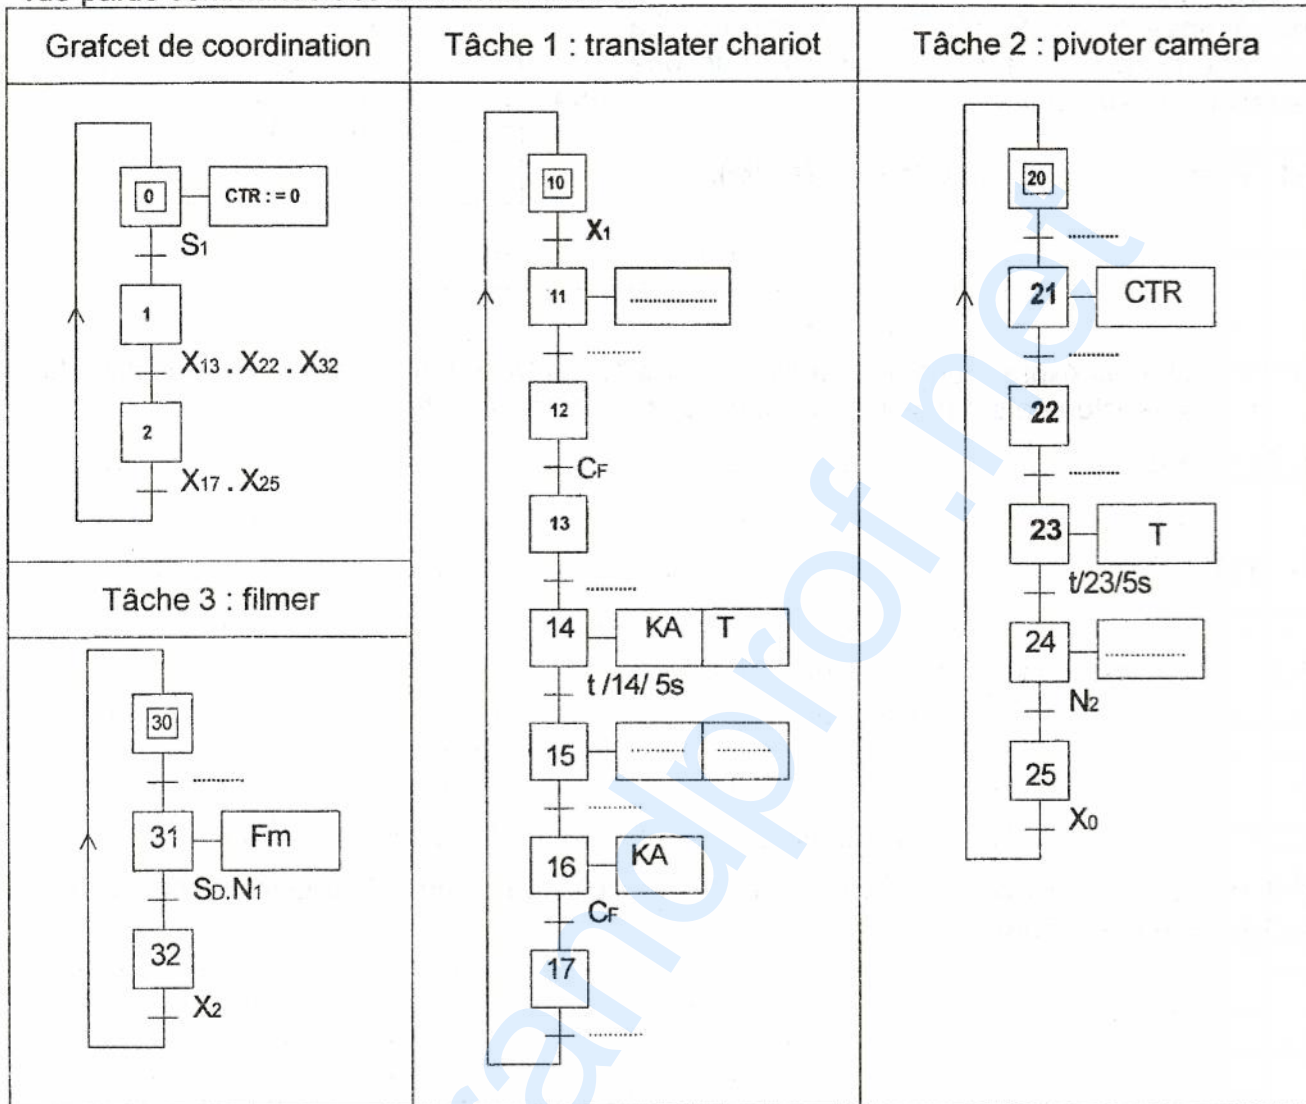 Grafcet de coordination
0
CTR : = 0
S1
1
X13 . X22 . X32
2
X17 . X25
Tâche 3 : filmer
30
..........
31
Fm
SD.N1
32
X2
Tâche 1 : translater chariot
10
X1
11
..........
..........
12
CF
13
..........
14
KA T
t /14/ 5s
15
.......... ..........
..........
16
KA
CF
17
..........
Tâche 2 : pivoter caméra
20
..........
21
CTR
..........
22
..........
23
T
t/23/5s
24
..........
N2
25
X0
andprof.net